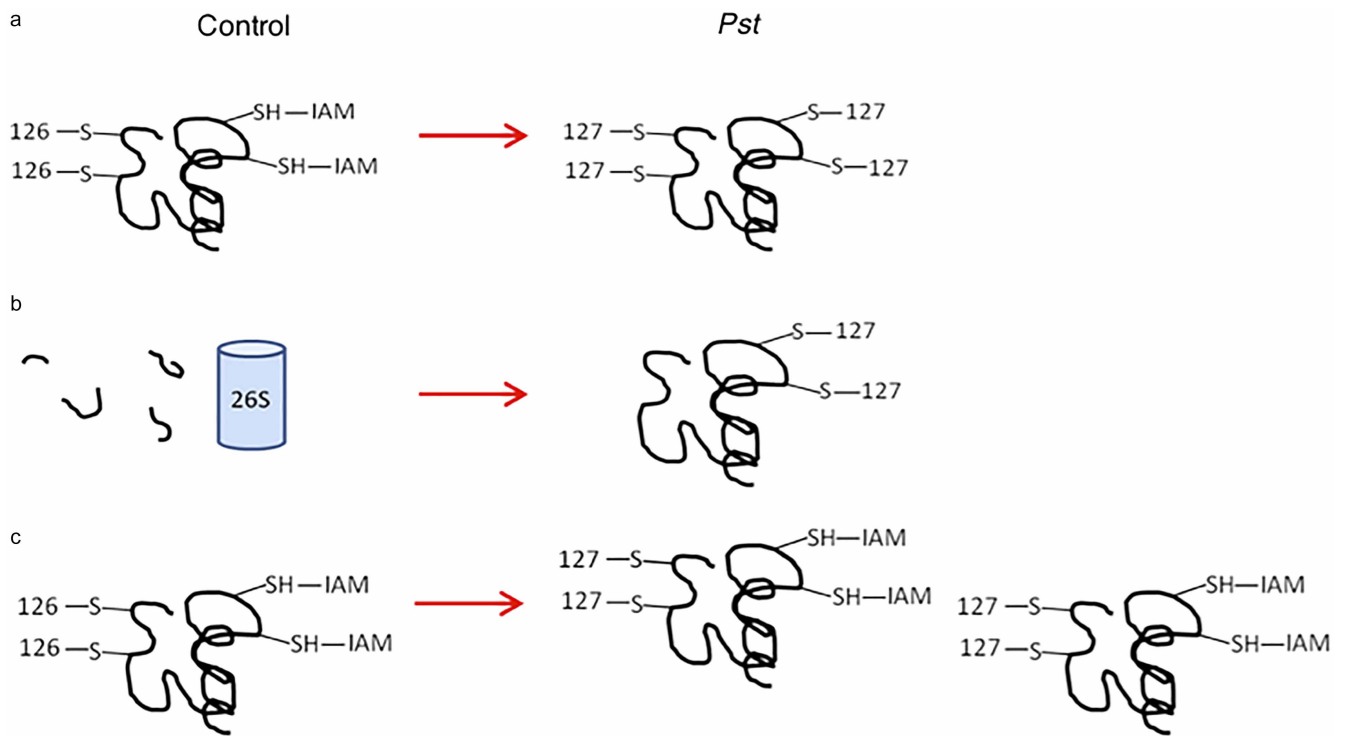 a
Control
Pst
126 —S
SH — IAM
127 —S
S— 127
126 —S
SH—IAM
127 —S
S—127
b
S— 127
26S
S—127
c
SH—IAM
127 —S
SH — IAM
SH—IAM
126 —S
127 —S
SH—IAM
127 —S
126 —S
SH—IAM
127 —S
SH—IAM